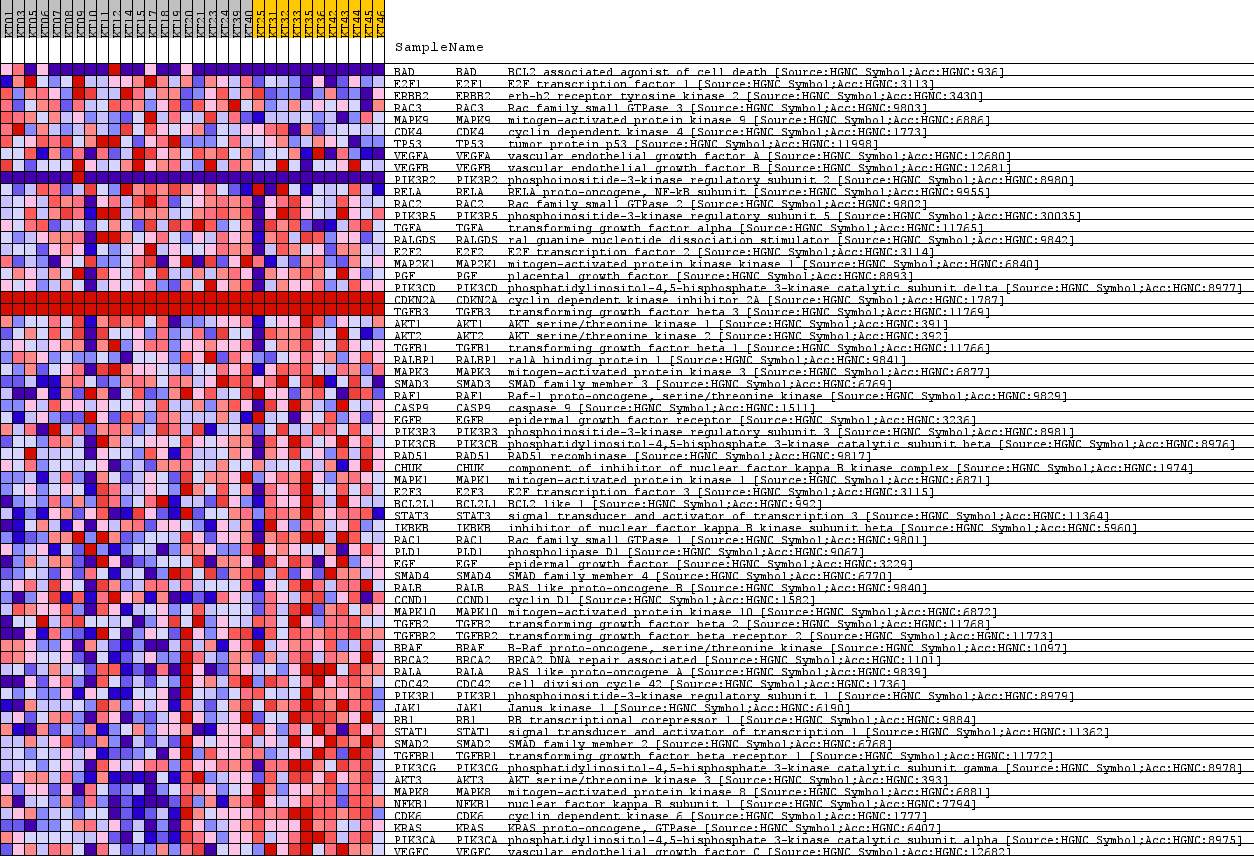 KT01 KT03 KT05 KT06 KT07 KT08 KT09 KT10 KT11 KT12 KT14 KT15 KT17 KT18 KT19 KT20 KT21 KT23 KT24 KT39 KT40 KT25 KT31 KT32 KT33 KT35 KT36 KT42 KT43 KT44 KT45 KT46
SampleName
BAD BAD BCL2 associated agonist of cell death [Source:HGNC Symbol;Acc:HGNC:936]
E2F1 E2F1 E2F transcription factor 1 [Source:HGNC Symbol;Acc:HGNC:3113]
ERBB2 ERBB2 erb-b2 receptor tyrosine kinase 2 [Source:HGNC Symbol;Acc:HGNC:3430]
RAC3 RAC3 Rac family small GTPase 3 [Source:HGNC Symbol;Acc:HGNC:9803]
MAPK9 MAPK9 mitogen-activated protein kinase 9 [Source:HGNC Symbol;Acc:HGNC:6886]
CDK4 CDK4 cyclin dependent kinase 4 [Source:HGNC Symbol;Acc:HGNC:1773]
TP53 TP53 tumor protein p53 [Source:HGNC Symbol;Acc:HGNC:11998]
VEGFA VEGFA vascular endothelial growth factor A [Source:HGNC Symbol;Acc:HGNC:12680]
VEGFB VEGFB vascular endothelial growth factor B [Source:HGNC Symbol;Acc:HGNC:12681]
PIK3R2 PIK3R2 phosphoinositide-3-kinase regulatory subunit 2 [Source:HGNC Symbol;Acc:HGNC:8980]
RELA RELA RELA proto-oncogene, NF-kB subunit [Source:HGNC Symbol;Acc:HGNC:9955]
RAC2 RAC2 Rac family small GTPase 2 [Source:HGNC Symbol;Acc:HGNC:9802]
PIK3R5 PIK3R5 phosphoinositide-3-kinase regulatory subunit 5 [Source:HGNC Symbol;Acc:HGNC:30035]
TGFA TGFA transforming growth factor alpha [Source:HGNC Symbol;Acc:HGNC:11765]
RALGDS RALGDS ral guanine nucleotide dissociation stimulator [Source:HGNC Symbol;Acc:HGNC:9842]
E2F2 E2F2 E2F transcription factor 2 [Source:HGNC Symbol;Acc:HGNC:3114]
MAP2K1 MAP2K1 mitogen-activated protein kinase kinase 1 [Source:HGNC Symbol;Acc:HGNC:6840]
PGF PGF placental growth factor [Source:HGNC Symbol;Acc:HGNC:8893]
PIK3CD PIK3CD phosphatidylinositol-4,5-bisphosphate 3-kinase catalytic subunit delta [Source:HGNC Symbol;Acc:HGNC:8977]
CDKN2A CDKN2A cyclin dependent kinase inhibitor 2A [Source:HGNC Symbol;Acc:HGNC:1787]
TGFB3 TGFB3 transforming growth factor beta 3 [Source:HGNC Symbol;Acc:HGNC:11769]
AKT1 AKT1 AKT serine/threonine kinase 1 [Source:HGNC Symbol;Acc:HGNC:391]
AKT2 AKT2 AKT serine/threonine kinase 2 [Source:HGNC Symbol;Acc:HGNC:392]
TGFB1 TGFB1 transforming growth factor beta 1 [Source:HGNC Symbol;Acc:HGNC:11766]
RALBP1 RALBP1 ralA binding protein 1 [Source:HGNC Symbol;Acc:HGNC:9841]
MAPK3 MAPK3 mitogen-activated protein kinase 3 [Source:HGNC Symbol;Acc:HGNC:6877]
SMAD3 SMAD3 SMAD family member 3 [Source:HGNC Symbol;Acc:HGNC:6769]
RAF1 RAF1 Raf-1 proto-oncogene, serine/threonine kinase [Source:HGNC Symbol;Acc:HGNC:9829]
CASP9 CASP9 caspase 9 [Source:HGNC Symbol;Acc:HGNC:1511]
EGFR EGFR epidermal growth factor receptor [Source:HGNC Symbol;Acc:HGNC:3236]
PIK3R3 PIK3R3 phosphoinositide-3-kinase regulatory subunit 3 [Source:HGNC Symbol;Acc:HGNC:8981]
PIK3CB PIK3CB phosphatidylinositol-4,5-bisphosphate 3-kinase catalytic subunit beta [Source:HGNC Symbol;Acc:HGNC:8976]
RAD51 RAD51 RAD51 recombinase [Source:HGNC Symbol;Acc:HGNC:9817]
CHUK CHUK component of inhibitor of nuclear factor kappa B kinase complex [Source:HGNC Symbol;Acc:HGNC:1974]
MAPK1 MAPK1 mitogen-activated protein kinase 1 [Source:HGNC Symbol;Acc:HGNC:6871]
E2F3 E2F3 E2F transcription factor 3 [Source:HGNC Symbol;Acc:HGNC:3115]
BCL2L1 BCL2L1 BCL2 like 1 [Source:HGNC Symbol;Acc:HGNC:992]
STAT3 STAT3 signal transducer and activator of transcription 3 [Source:HGNC Symbol;Acc:HGNC:11364]
IKBKB IKBKB inhibitor of nuclear factor kappa B kinase subunit beta [Source:HGNC Symbol;Acc:HGNC:5960]
RAC1 RAC1 Rac family small GTPase 1 [Source:HGNC Symbol;Acc:HGNC:9801]
PLD1 PLD1 phospholipase D1 [Source:HGNC Symbol;Acc:HGNC:9067]
EGF EGF epidermal growth factor [Source:HGNC Symbol;Acc:HGNC:3229]
SMAD4 SMAD4 SMAD family member 4 [Source:HGNC Symbol;Acc:HGNC:6770]
RALB RALB RAS like proto-oncogene B [Source:HGNC Symbol;Acc:HGNC:9840]
CCND1 CCND1 cyclin D1 [Source:HGNC Symbol;Acc:HGNC:1582]
MAPK10 MAPK10 mitogen-activated protein kinase 10 [Source:HGNC Symbol;Acc:HGNC:6872]
TGFB2 TGFB2 transforming growth factor beta 2 [Source:HGNC Symbol;Acc:HGNC:11768]
TGFBR2 TGFBR2 transforming growth factor beta receptor 2 [Source:HGNC Symbol;Acc:HGNC:11773]
BRAF BRAF B-Raf proto-oncogene, serine/threonine kinase [Source:HGNC Symbol;Acc:HGNC:1097]
BRCA2 BRCA2 BRCA2 DNA repair associated [Source:HGNC Symbol;Acc:HGNC:1101]
RALA RALA RAS like proto-oncogene A [Source:HGNC Symbol;Acc:HGNC:9839]
CDC42 CDC42 cell division cycle 42 [Source:HGNC Symbol;Acc:HGNC:1736]
PIK3R1 PIK3R1 phosphoinositide-3-kinase regulatory subunit 1 [Source:HGNC Symbol;Acc:HGNC:8979]
JAK1 JAK1 Janus kinase 1 [Source:HGNC Symbol;Acc:HGNC:6190]
RB1 RB1 RB transcriptional corepressor 1 [Source:HGNC Symbol;Acc:HGNC:9884]
STAT1 STAT1 signal transducer and activator of transcription 1 [Source:HGNC Symbol;Acc:HGNC:11362]
SMAD2 SMAD2 SMAD family member 2 [Source:HGNC Symbol;Acc:HGNC:6768]
TGFBR1 TGFBR1 transforming growth factor beta receptor 1 [Source:HGNC Symbol;Acc:HGNC:11772]
PIK3CG PIK3CG phosphatidylinositol-4,5-bisphosphate 3-kinase catalytic subunit gamma [Source:HGNC Symbol;Acc:HGNC:8978]
AKT3 AKT3 AKT serine/threonine kinase 3 [Source:HGNC Symbol;Acc:HGNC:393]
MAPK8 MAPK8 mitogen-activated protein kinase 8 [Source:HGNC Symbol;Acc:HGNC:6881]
NFKB1 NFKB1 nuclear factor kappa B subunit 1 [Source:HGNC Symbol;Acc:HGNC:7794]
CDK6 CDK6 cyclin dependent kinase 6 [Source:HGNC Symbol;Acc:HGNC:1777]
KRAS KRAS KRAS proto-oncogene, GTPase [Source:HGNC Symbol;Acc:HGNC:6407]
PIK3CA PIK3CA phosphatidylinositol-4,5-bisphosphate 3-kinase catalytic subunit alpha [Source:HGNC Symbol;Acc:HGNC:8975]
VEGFC VEGFC vascular endothelial growth factor C [Source:HGNC Symbol;Acc:HGNC:12682]